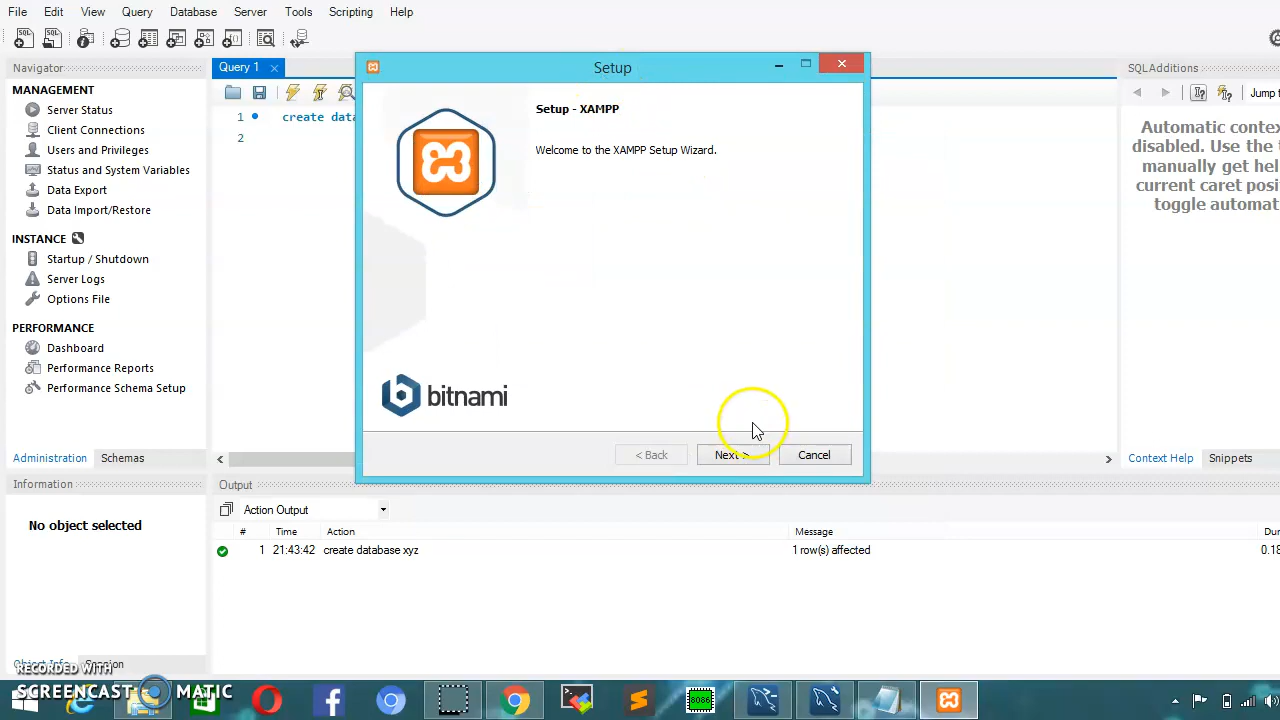 File Edit View Query Database Server Tools Scripting Help
Navigator
MANAGEMENT
Server Status
Client Connections
Users and Privileges
Status and System Variables
Data Export
Data Import/Restore
INSTANCE
Startup / Shutdown
Server Logs
Options File
PERFORMANCE
Dashboard
Performance Reports
Performance Schema Setup
Administration Schemas
Information
No object selected
Object Info Session
Query 1
1 create data
2
Setup
Setup - XAMPP
Welcome to the XAMPP Setup Wizard.
bitnami
< Back Next > Cancel
SQLAdditions
Jump t
Automatic contex
disabled. Use the t
manually get hel
current caret posi
toggle automat
Context Help Snippets
Output
Action Output
# Time Action Message Dur
1 21:43:42 create database xyz 1 row(s) affected 0.18
RECORDED WITH
SCREENCAST MATIC
8086